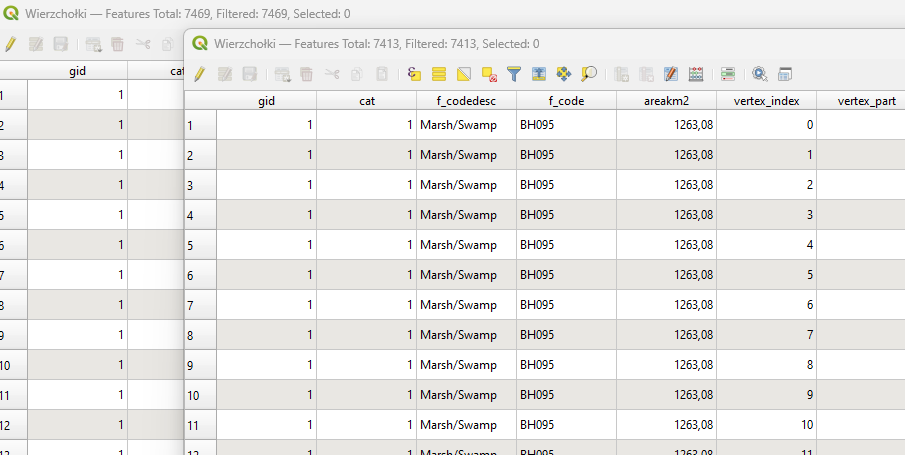 Wierzchołki — Features Total: 7469, Filtered: 7469, Selected: 0
Wierzchołki — Features Total: 7413, Filtered: 7413, Selected: 0
gid
1 1
2 1
3 1
4 1
5 1
6 1
7 1
8 1
9 1
10 1
11 1
12 1
gid cat f_codedesc f_code areakm2 vertex_index vertex_part
1 1 1 Marsh/Swamp BH095 1263,08 0
2 1 1 Marsh/Swamp BH095 1263,08 1
3 1 1 Marsh/Swamp BH095 1263,08 2
4 1 1 Marsh/Swamp BH095 1263,08 3
5 1 1 Marsh/Swamp BH095 1263,08 4
6 1 1 Marsh/Swamp BH095 1263,08 5
7 1 1 Marsh/Swamp BH095 1263,08 6
8 1 1 Marsh/Swamp BH095 1263,08 7
9 1 1 Marsh/Swamp BH095 1263,08 8
10 1 1 Marsh/Swamp BH095 1263,08 9
11 1 1 Marsh/Swamp BH095 1263,08 10
12 1 1 Marsh/Swamp BH095 1263,08 11